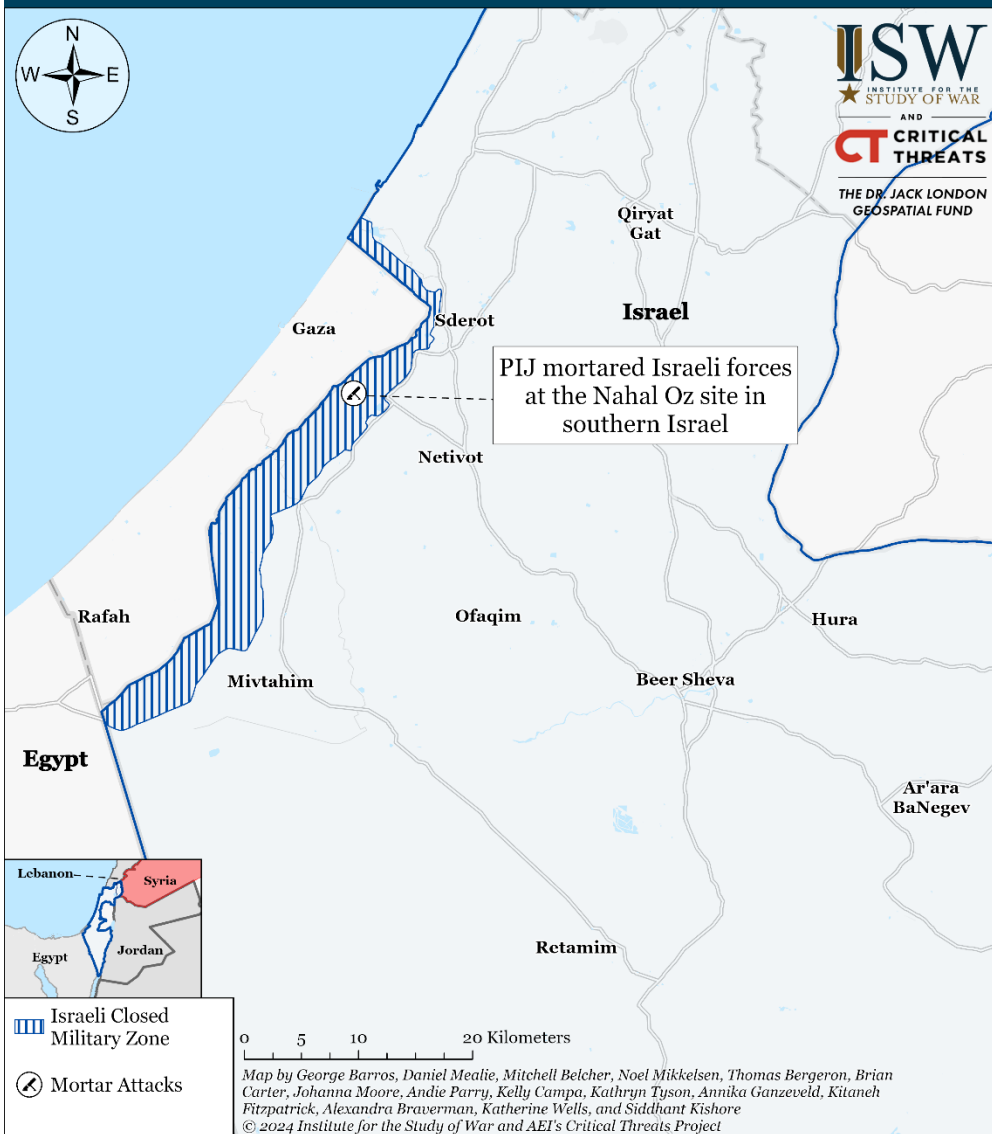 N
W
E
S
ISW
INSTITUTE FOR THE
STUDY OF WAR
AND
CT CRITICAL
THREATS
THE DR. JACK LONDON
GEOSPATIAL FUND
Qiryat
Gat
Israel
Gaza
Sderot
PIJ mortared Israeli forces
at the Nahal Oz site in
southern Israel
Netivot
Rafah
Ofaqim
Hura
Mivtahim
Beer Sheva
Egypt
Ar'ara
BaNegev
Lebanon
Syria
Egypt
Jordan
Retamim
Israeli Closed
Military Zone
Mortar Attacks
0 5 10 20 Kilometers
Map by George Barros, Daniel Mealie, Mitchell Belcher, Noel Mikkelsen, Thomas Bergeron, Brian
Carter, Johanna Moore, Andie Parry, Kelly Campa, Kathryn Tyson, Annika Ganzeveld, Kitaneh
Fitzpatrick, Alexandra Braverman, Katherine Wells, and Siddhant Kishore
© 2024 Institute for the Study of War and AEI's Critical Threats Project